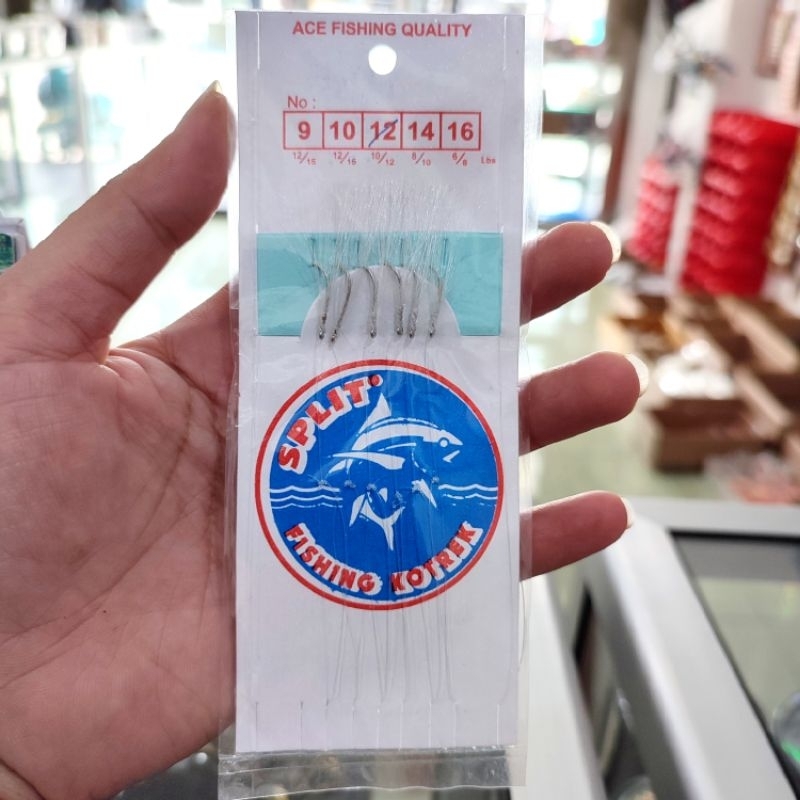 ACE FISHING QUALITY
No :
9 10 12 14 16
12/15 12/16 10/12 8/10 6/8 Lbs
SPLIT
FISHING KOTREK